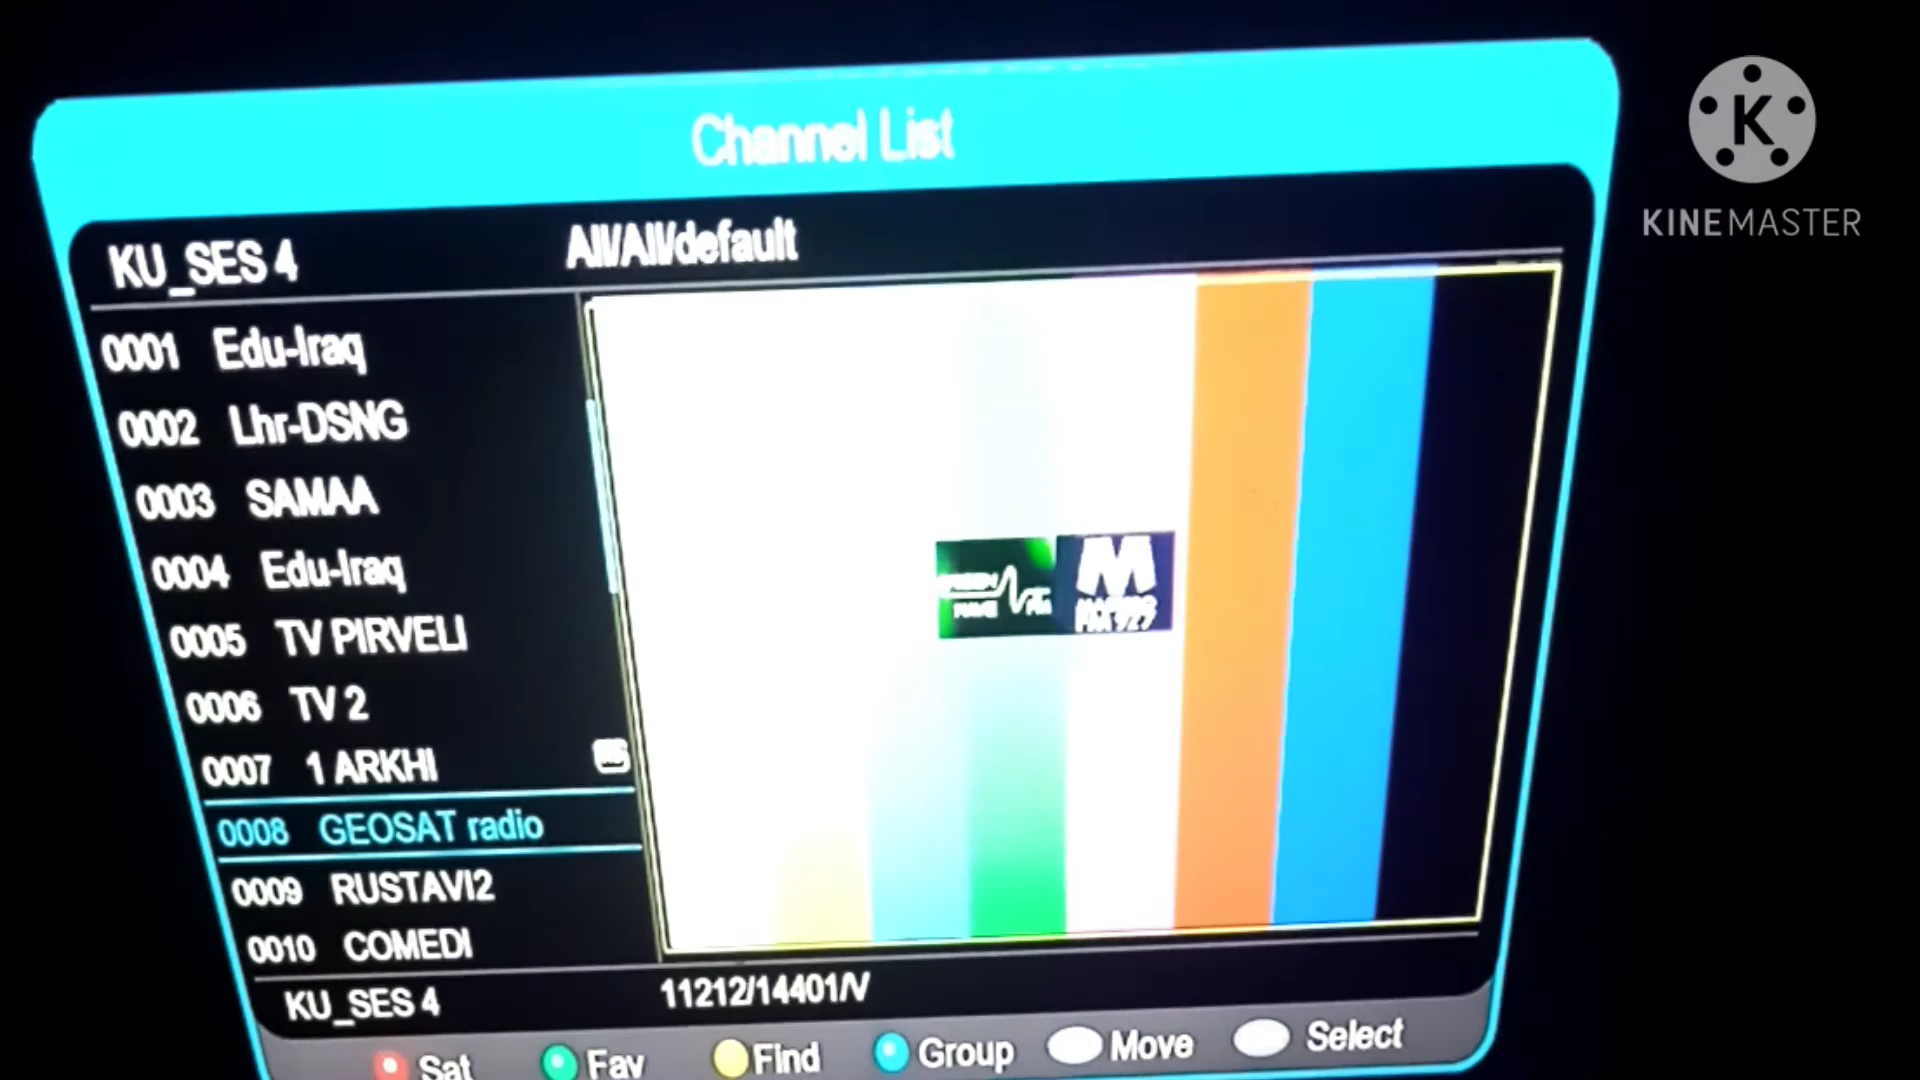 Channel List
KINEMASTER
KU_SES 4 All/All/default
0001 Edu-Iraq
0002 Lhr-DSNG
0003 SAMAA
0004 Edu-Iraq
0005 TV PIRVELI
0006 TV 2
0007 1 ARKHI
0008 GEOSAT radio
0009 RUSTAVI2
0010 COMEDI
M
KU_SES 4 11212/14401/V
Sat Fav Find Group Move Select